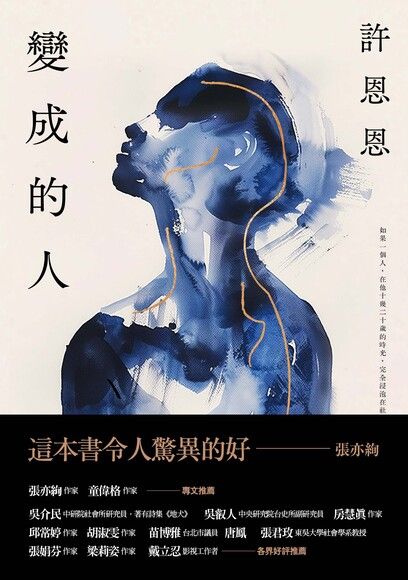 許恩恩
變成的人
如果一個人，在他十幾二十歲的時光，完全浸泡在社
這本書令人驚異的好——張亦絢
張亦絢 作家 童偉格 作家 ——專文推薦
吳介民 中研院社會所研究員，著有詩集《地犬》 吳叡人 中央研究院台史所副研究員 房慧真 作家
邱常婷 作家 胡淑雯 作家 苗博雅 台北市議員 唐鳳 張君玫 東吳大學社會學系教授
張娟芬 作家 梁莉姿 作家 戴立忍 影視工作者 ——各界好評推薦